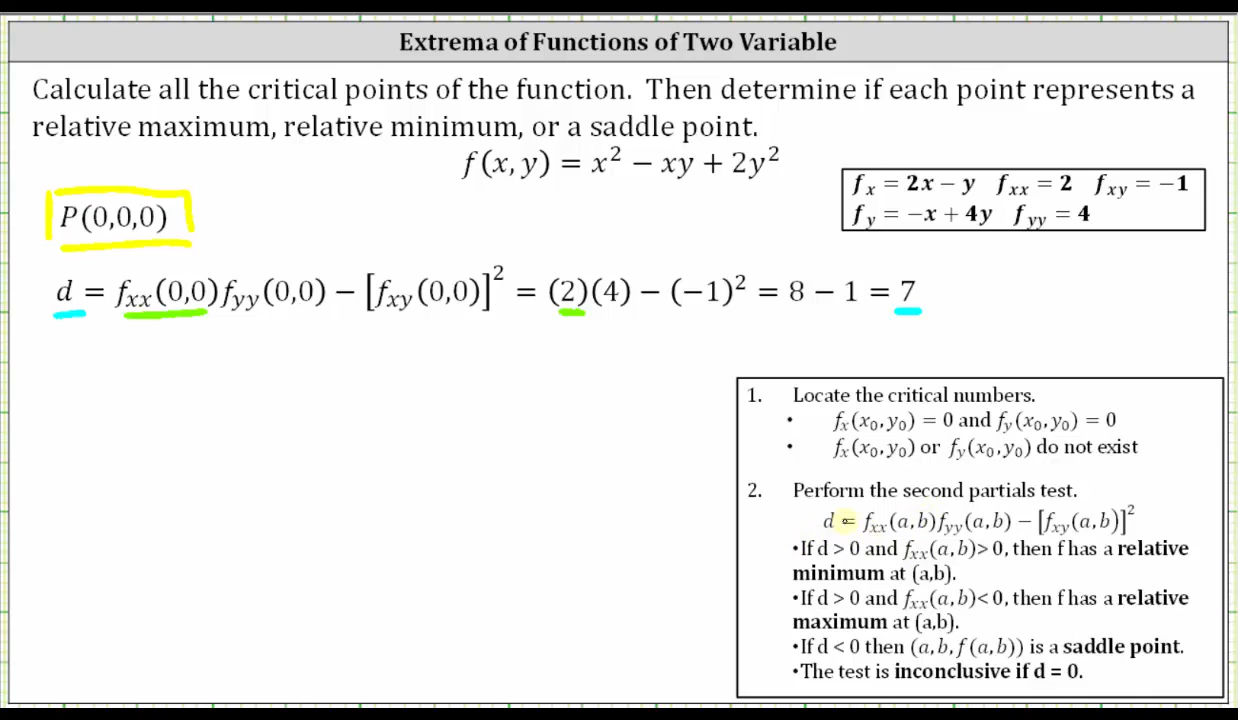 Extrema of Functions of Two Variable
Calculate all the critical points of the function. Then determine if each point represents a
relative maximum, relative minimum, or a saddle point.
f(x, y) = x² − xy + 2y²
f_x = 2x − y f_xx = 2 f_xy = −1
f_y = −x + 4y f_yy = 4
P(0,0,0)
d = f_xx(0,0)f_yy(0,0) − [f_xy(0,0)]² = (2)(4) − (−1)² = 8 − 1 = 7
1. Locate the critical numbers.
• f_x(x₀, y₀) = 0 and f_y(x₀, y₀) = 0
• f_x(x₀, y₀) or f_y(x₀, y₀) do not exist
2. Perform the second partials test.
d = f_xx(a, b)f_yy(a, b) − [f_xy(a, b)]²
•If d > 0 and f_xx(a, b)> 0, then f has a relative
minimum at (a,b).
•If d > 0 and f_xx(a, b)< 0, then f has a relative
maximum at (a,b).
•If d < 0 then (a, b, f(a, b)) is a saddle point.
•The test is inconclusive if d = 0.